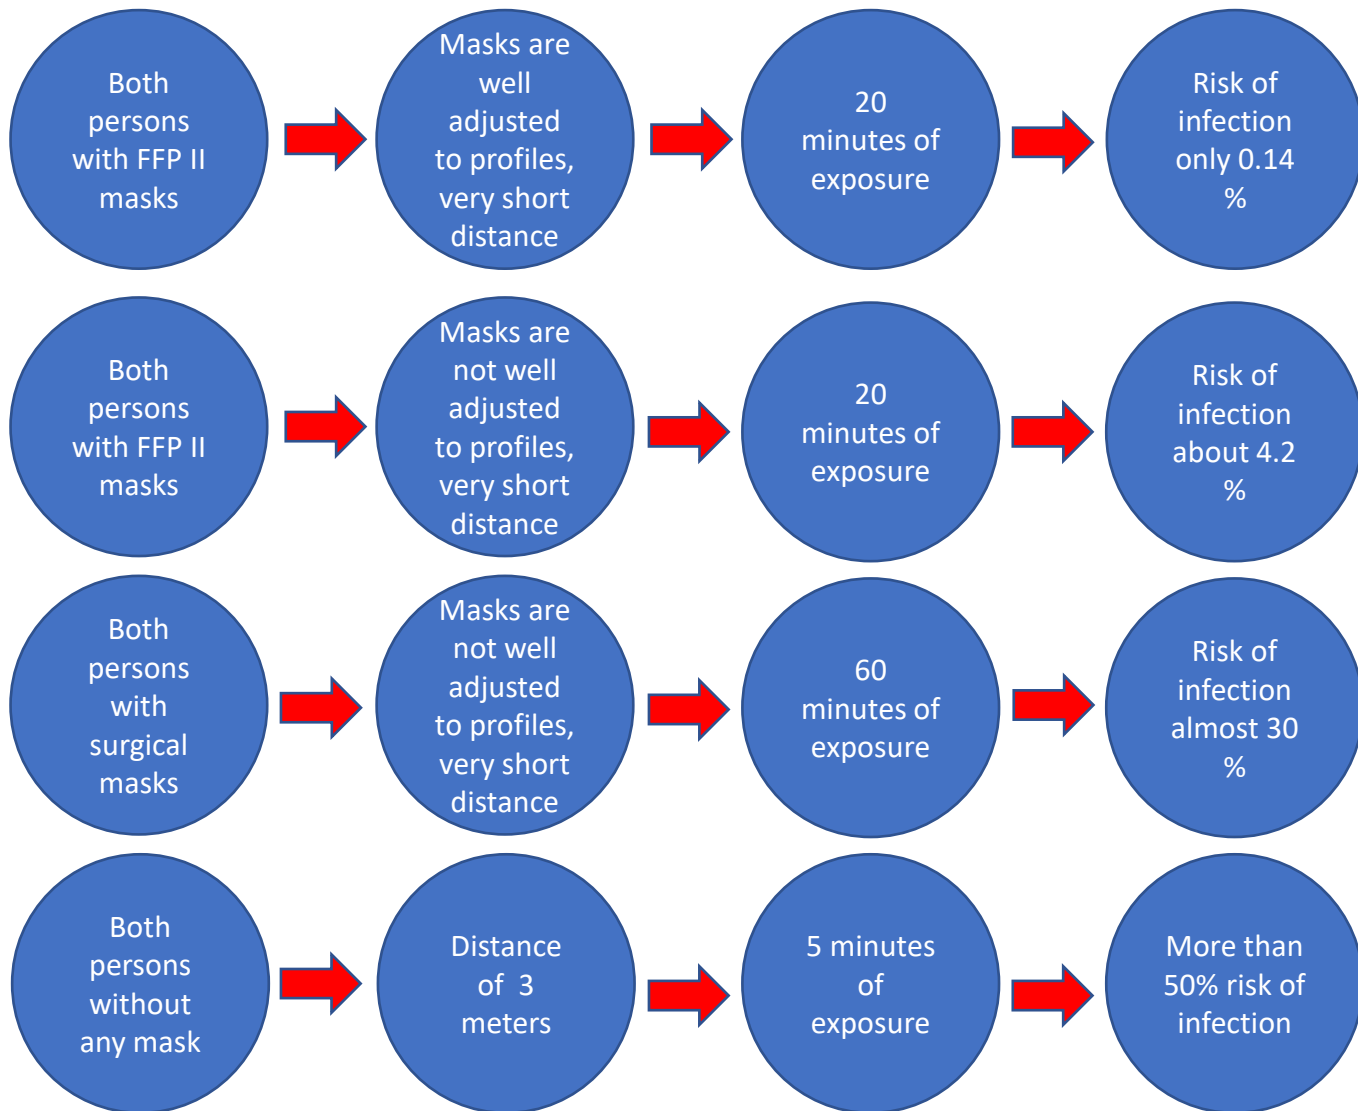 Both
persons
with FFP II
masks
Masks are
well
adjusted
to profiles,
very short
distance
20
minutes of
exposure
Risk of
infection
only 0.14
%
Both
persons
with FFP II
masks
Masks are
not well
adjusted
to profiles,
very short
distance
20
minutes of
exposure
Risk of
infection
about 4.2
%
Both
persons
with
surgical
masks
Masks are
not well
adjusted
to profiles,
very short
distance
60
minutes of
exposure
Risk of
infection
almost 30
%
Both
persons
without
any mask
Distance
of 3
meters
5 minutes
of
exposure
More than
50% risk of
infection